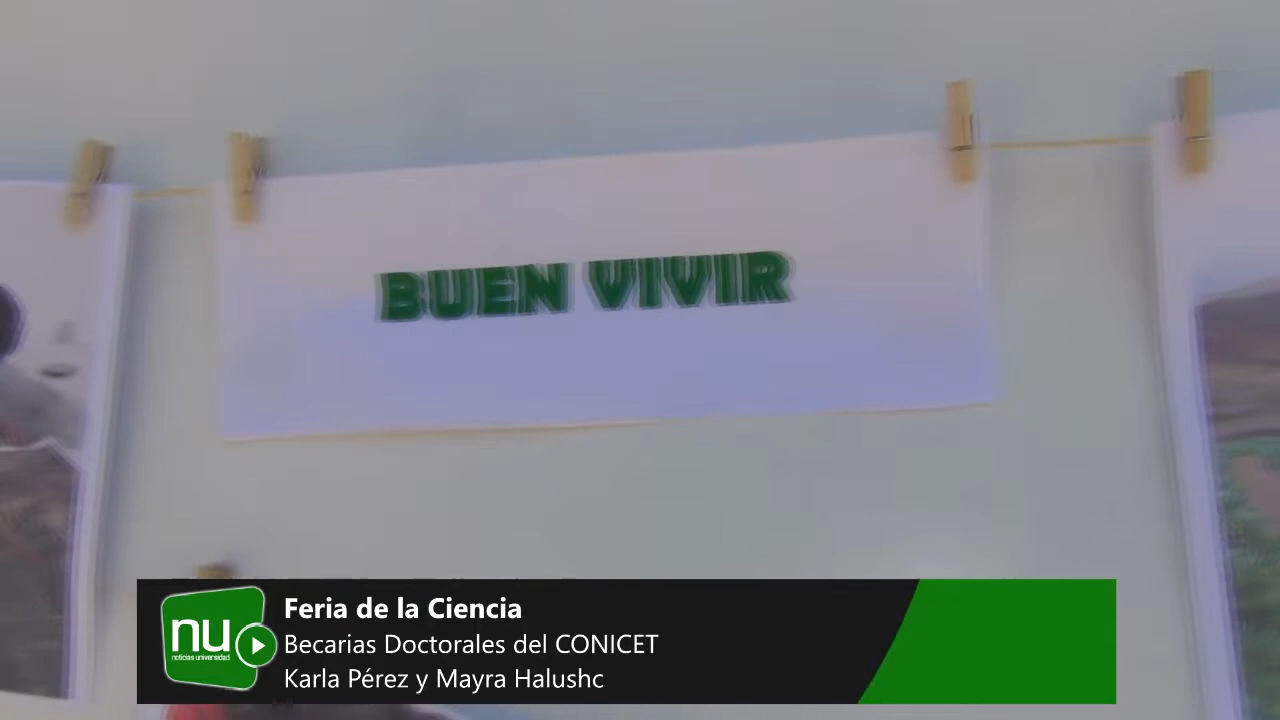 BUEN VIVIR
Feria de la Ciencia
Becarias Doctorales del CONICET
Karla Pérez y Mayra Halushc
nu
noticias universidad